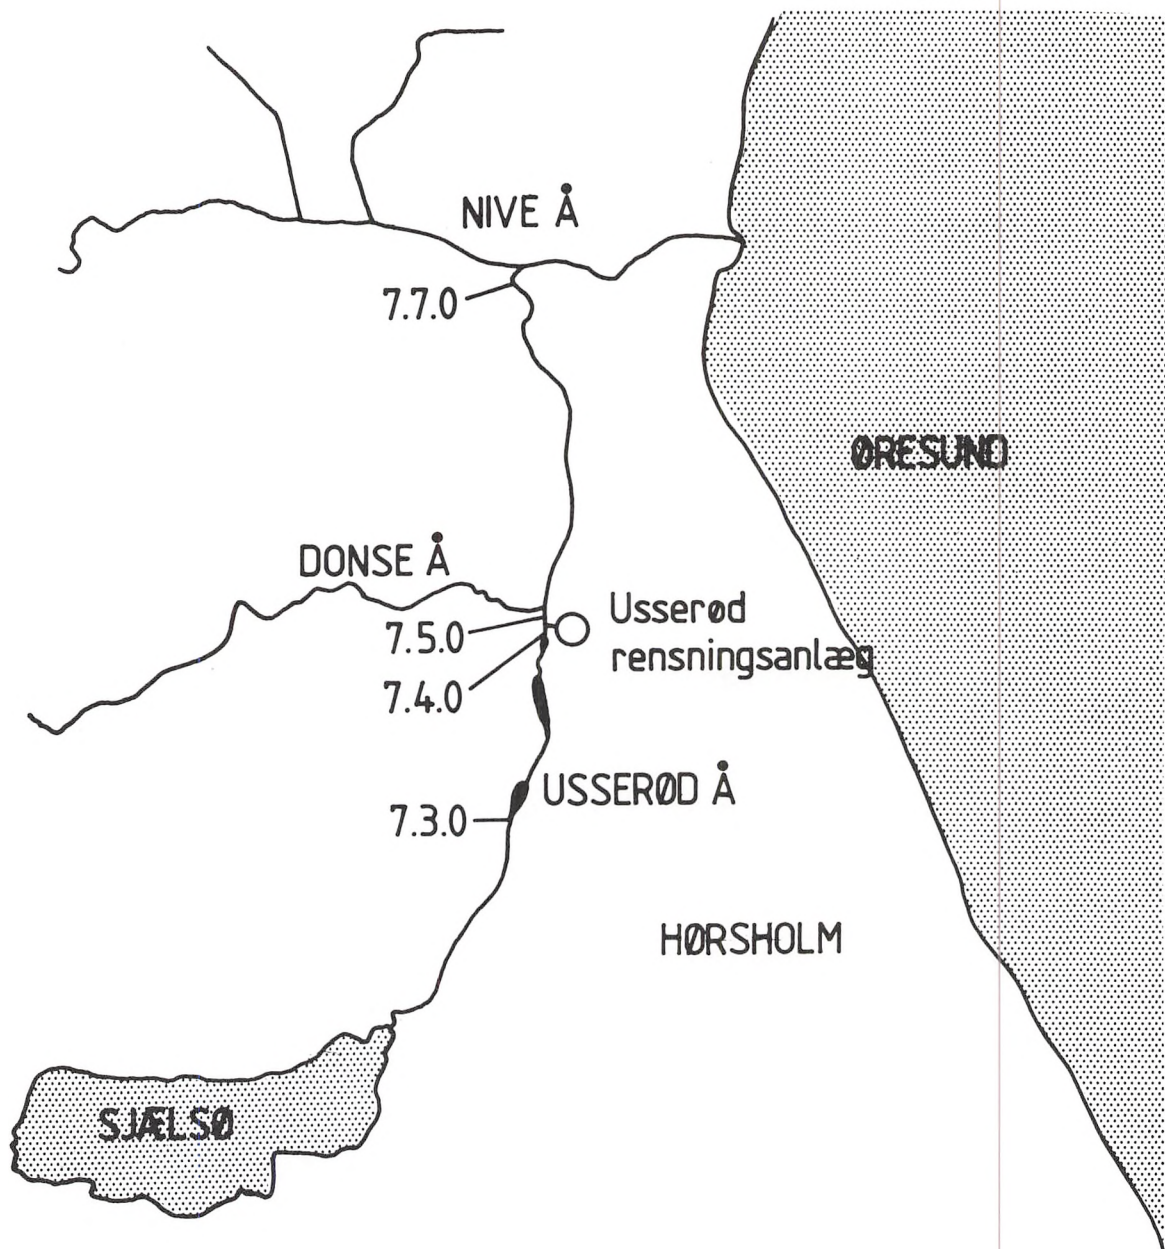 NIVE Å
7.7.0
ØRESUND
DONSE Å
Usserød
rensningsanlæg
7.5.0
7.4.0
USSERØD Å
7.3.0
HØRSHOLM
SJÆLSØ